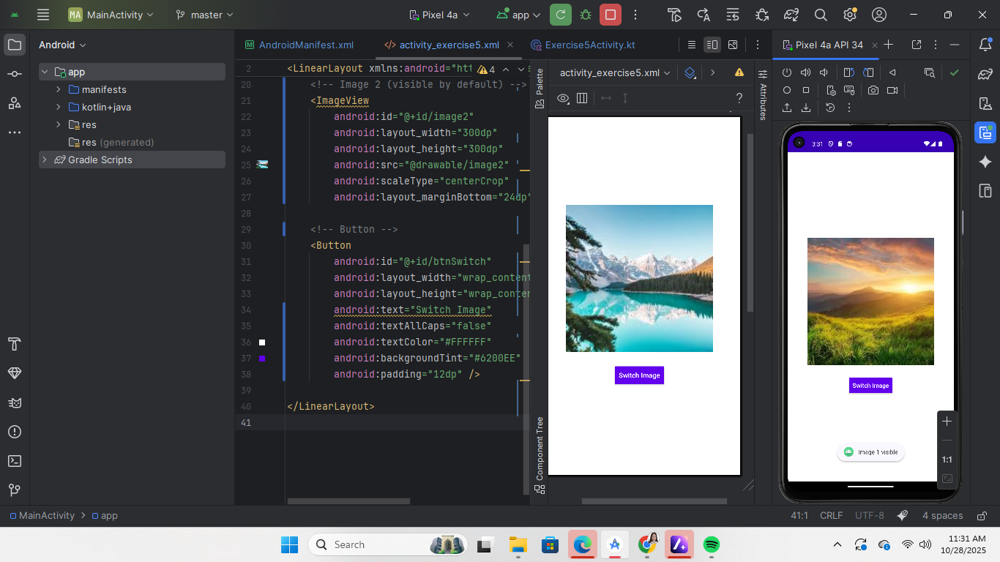 MA MainActivity master Pixel 4a app
Android
app
manifests
kotlin+java
res
res (generated)
Gradle Scripts
AndroidManifest.xml activity_exercise5.xml Exercise5Activity.kt
2 <LinearLayout xmlns:android="htt 4
20 <!-- Image 2 (visible by default) -->
21 <ImageView
22 android:id="@+id/image2"
23 android:layout_width="300dp"
24 android:layout_height="300dp"
25 android:src="@drawable/image2"
26 android:scaleType="centerCrop"
27 android:layout_marginBottom="24dp"
28
29 <!-- Button -->
30 <Button
31 android:id="@+id/btnSwitch"
32 android:layout_width="wrap_content
33 android:layout_height="wrap_conten
34 android:text="Switch Image"
35 android:textAllCaps="false"
36 android:textColor="#FFFFFF"
37 android:backgroundTint="#6200EE"
38 android:padding="12dp" />
39
40 </LinearLayout>
41
Palette
Component Tree
activity_exercise5.xml
?
Switch Image
Attributes
Pixel 4a API 34
3:31
Switch Image
Image 1 visible
1:1
MainActivity > app
41:1 CRLF UTF-8 4 spaces
Search
11:31 AM
10/28/2025